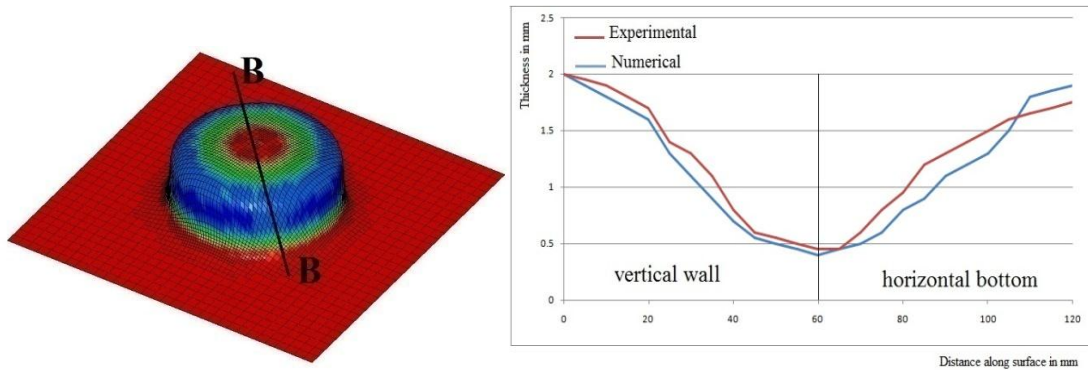 B
B
Thickness in mm
2.5
2
1.5
1
0.5
0
Experimental
Numerical
vertical wall
horizontal bottom
0 20 40 60 80 100 120
Distance along surface in mm